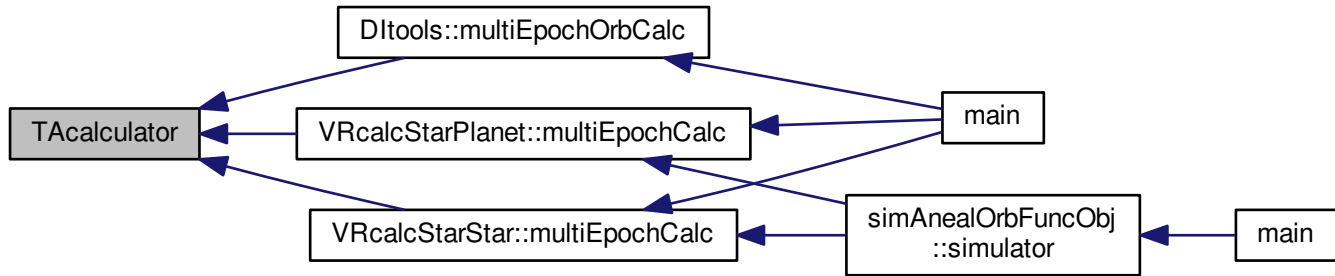 DItools::multiEpochOrbCalc
TAcalculator
VRcalcStarPlanet::multiEpochCalc
main
VRcalcStarStar::multiEpochCalc
simAnealOrbFuncObj
::simulator
main